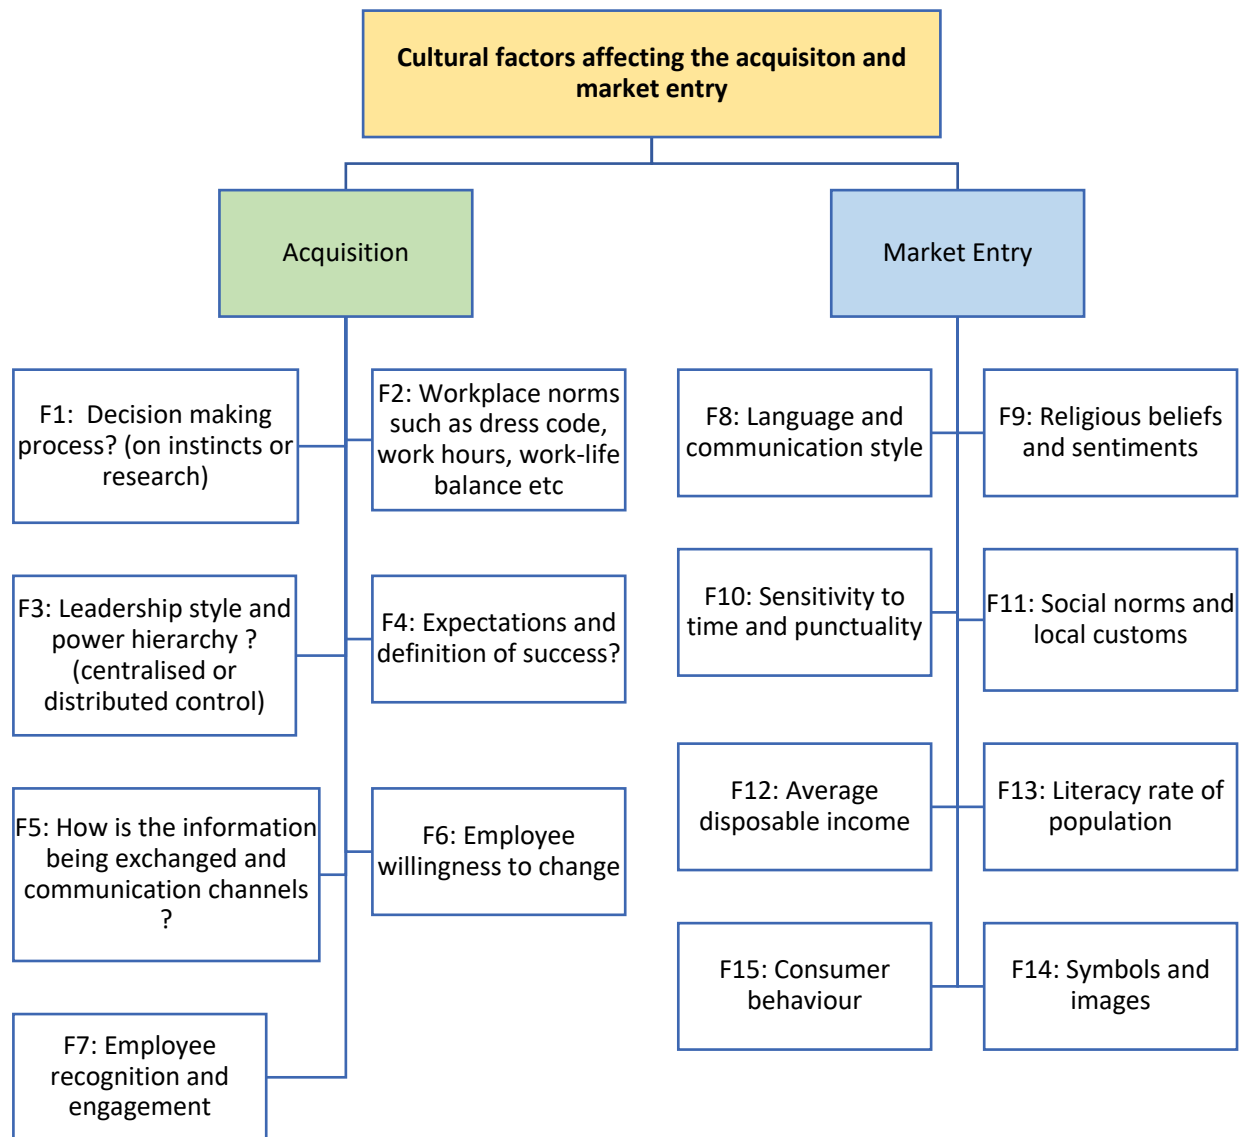 Cultural factors affecting the acquisiton and
market entry
Acquisition
Market Entry
F1:  Decision making
process? (on instincts or
research)
F2: Workplace norms
such as dress code,
work hours, work-life
balance etc
F8: Language and
communication style
F9: Religious beliefs
and sentiments
F3: Leadership style and
power hierarchy ?
(centralised or
distributed control)
F4: Expectations and
definition of success?
F10: Sensitivity to
time and punctuality
F11: Social norms and
local customs
F5: How is the information
being exchanged and
communication channels
?
F6: Employee
willingness to change
F12: Average
disposable income
F13: Literacy rate of
population
F7: Employee
recognition and
engagement
F15: Consumer
behaviour
F14: Symbols and
images